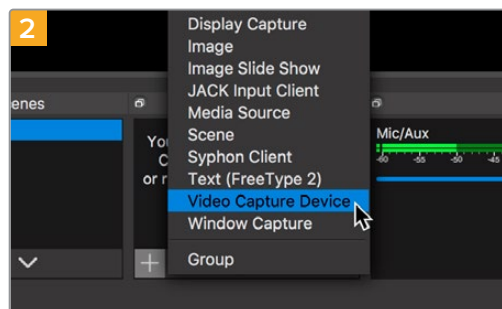 2
Display Capture
Image
Image Slide Show
JACK Input Client
Media Source
Scene
Syphon Client
Text (FreeType 2)
Video Capture Device
Window Capture
Group
enes
Yo
C
or r
Mic/Aux
-60 -55 -50 -45